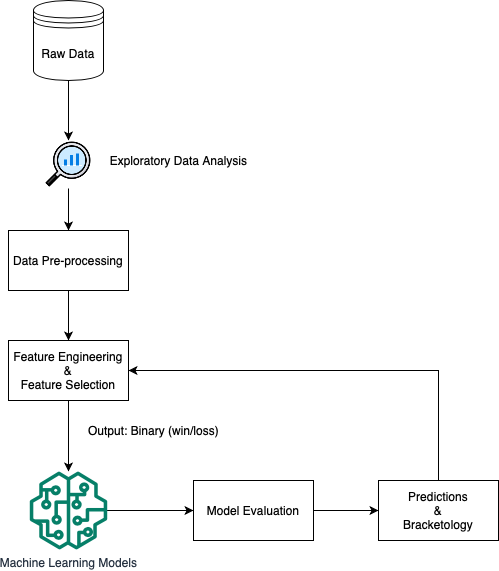 Raw Data
Exploratory Data Analysis
Data Pre-processing
Feature Engineering
&
Feature Selection
Output: Binary (win/loss)
Machine Learning Models
Model Evaluation
Predictions
&
Bracketology